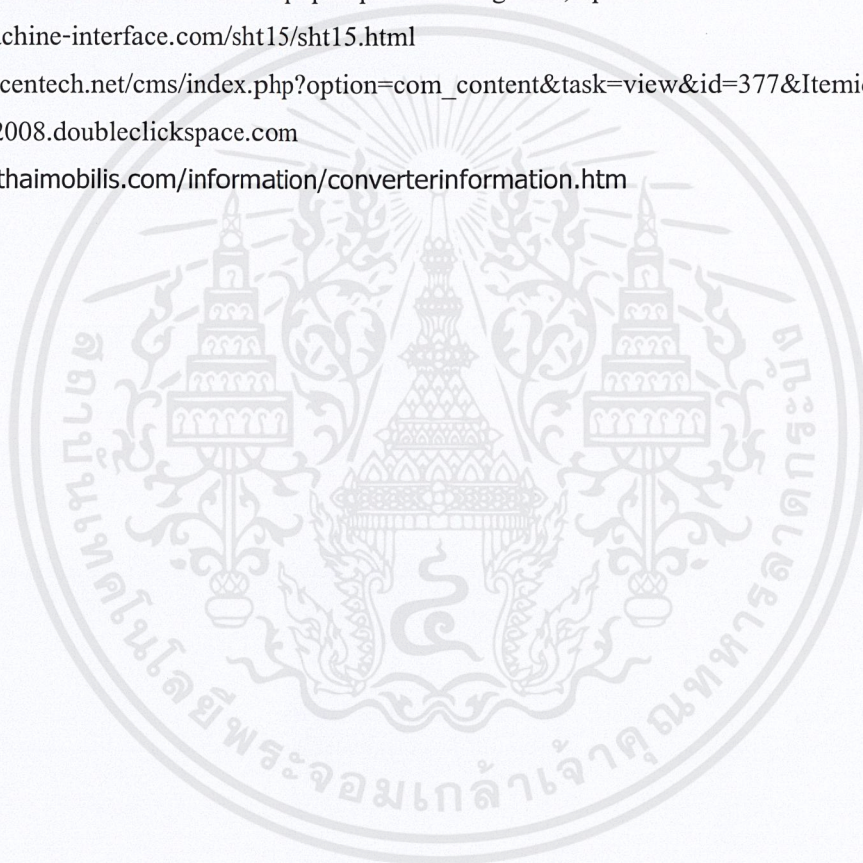 chine-interface.com/sht15/sht15.html
centech.net/cms/index.php?option=com_content&task=view&id=377&Itemi
2008.doubleclickspace.com
thaimobilis.com/information/converterinformation.htm
สถาบันเทคโนโลยีพระจอมเกล้าเจ้าคุณทหารลาดกระบัง
๔